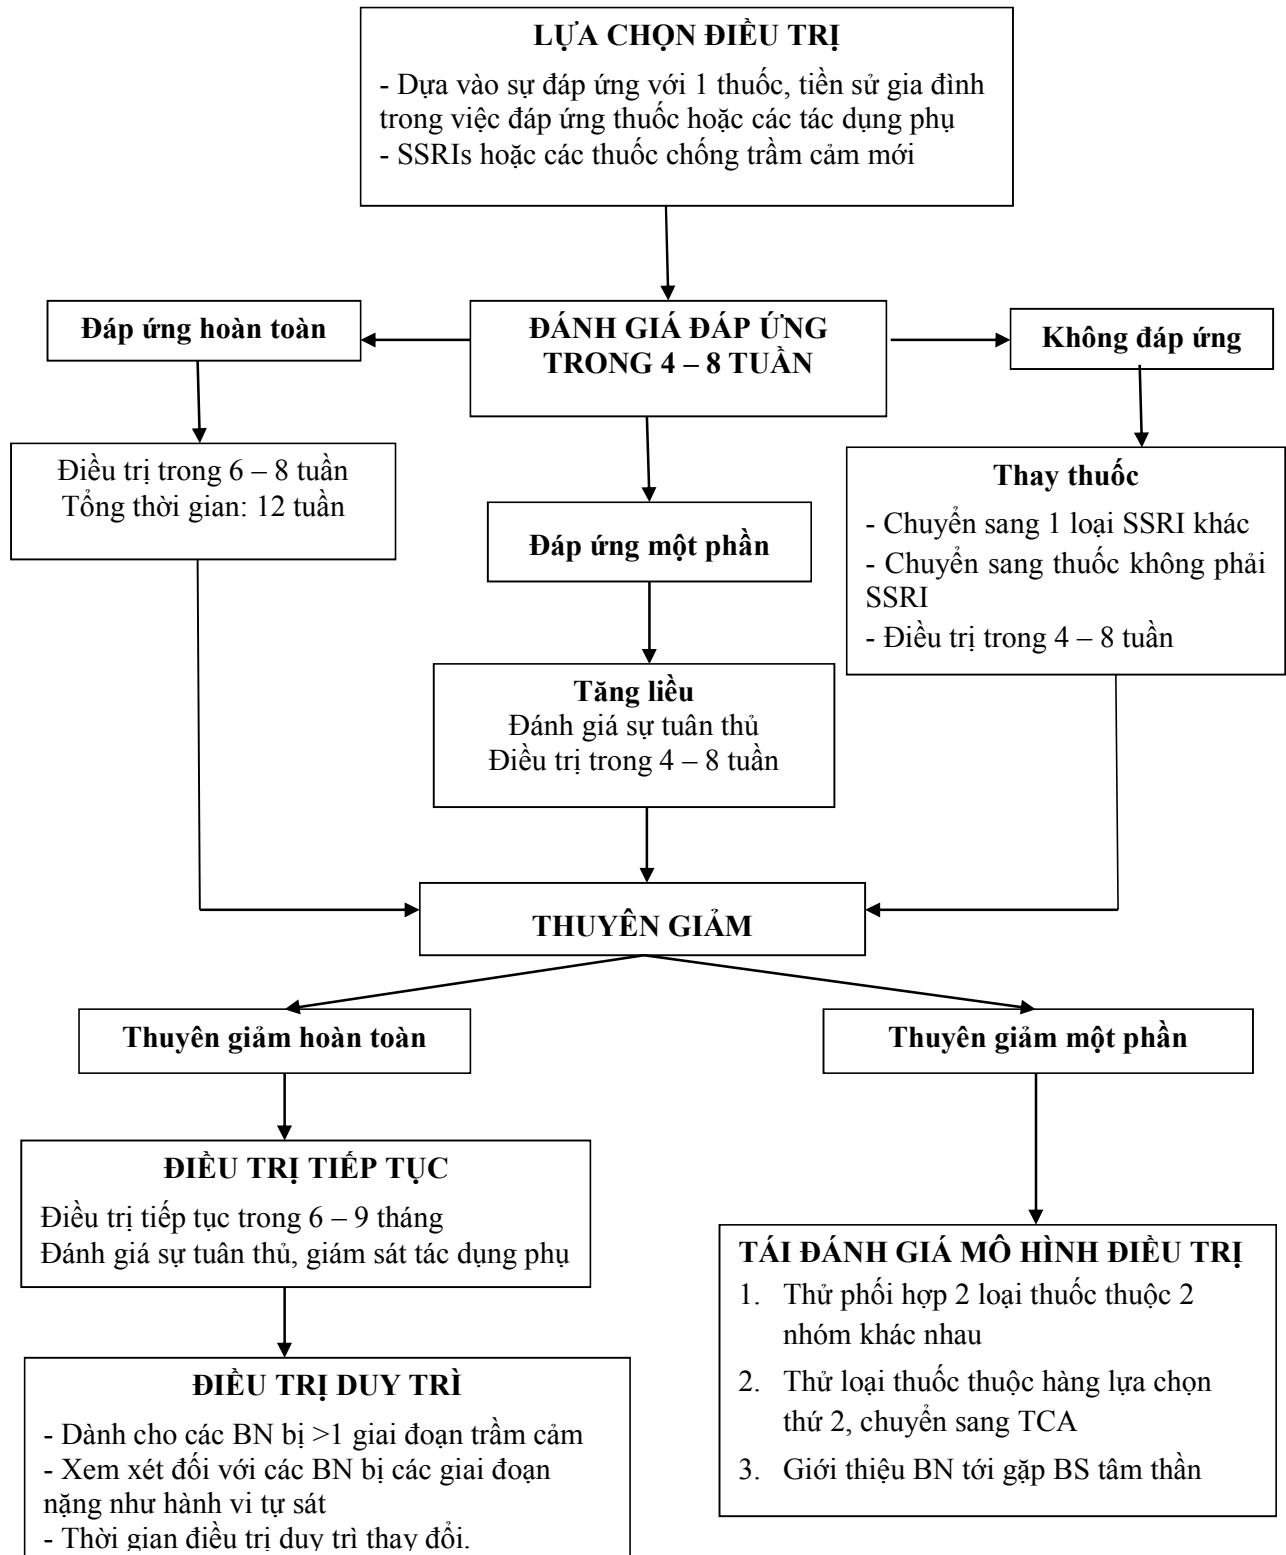 LỰA CHỌN ĐIỀU TRỊ
- Dựa vào sự đáp ứng với 1 thuốc, tiền sử gia đình
trong việc đáp ứng thuốc hoặc các tác dụng phụ
- SSRIs hoặc các thuốc chống trầm cảm mới
Đáp ứng hoàn toàn
ĐÁNH GIÁ ĐÁP ỨNG
TRONG 4 – 8 TUẦN
Không đáp ứng
Điều trị trong 6 – 8 tuần
Tổng thời gian: 12 tuần
Đáp ứng một phần
Thay thuốc
- Chuyển sang 1 loại SSRI khác
- Chuyển sang thuốc không phải
SSRI
- Điều trị trong 4 – 8 tuần
Tăng liều
Đánh giá sự tuân thủ
Điều trị trong 4 – 8 tuần
THUYÊN GIẢM
Thuyên giảm hoàn toàn
Thuyên giảm một phần
ĐIỀU TRỊ TIẾP TỤC
Điều trị tiếp tục trong 6 – 9 tháng
Đánh giá sự tuân thủ, giám sát tác dụng phụ
TÁI ĐÁNH GIÁ MÔ HÌNH ĐIỀU TRỊ
1. Thử phối hợp 2 loại thuốc thuộc 2
nhóm khác nhau
2. Thử loại thuốc thuộc hàng lựa chọn
thứ 2, chuyển sang TCA
3. Giới thiệu BN tới gặp BS tâm thần
ĐIỀU TRỊ DUY TRÌ
- Dành cho các BN bị >1 giai đoạn trầm cảm
- Xem xét đối với các BN bị các giai đoạn
nặng như hành vi tự sát
- Thời gian điều trị duy trì thay đổi.